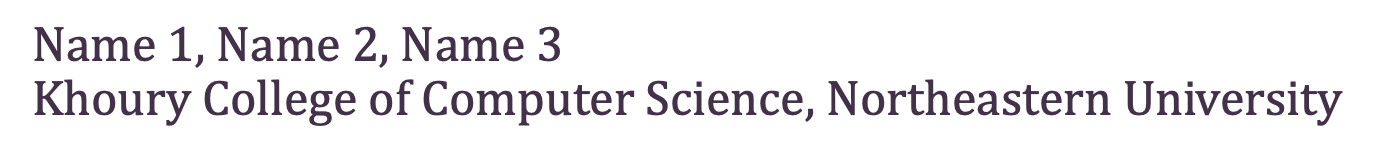 Name 1, Name 2, Name 3
Khoury College of Computer Science, Northeastern University